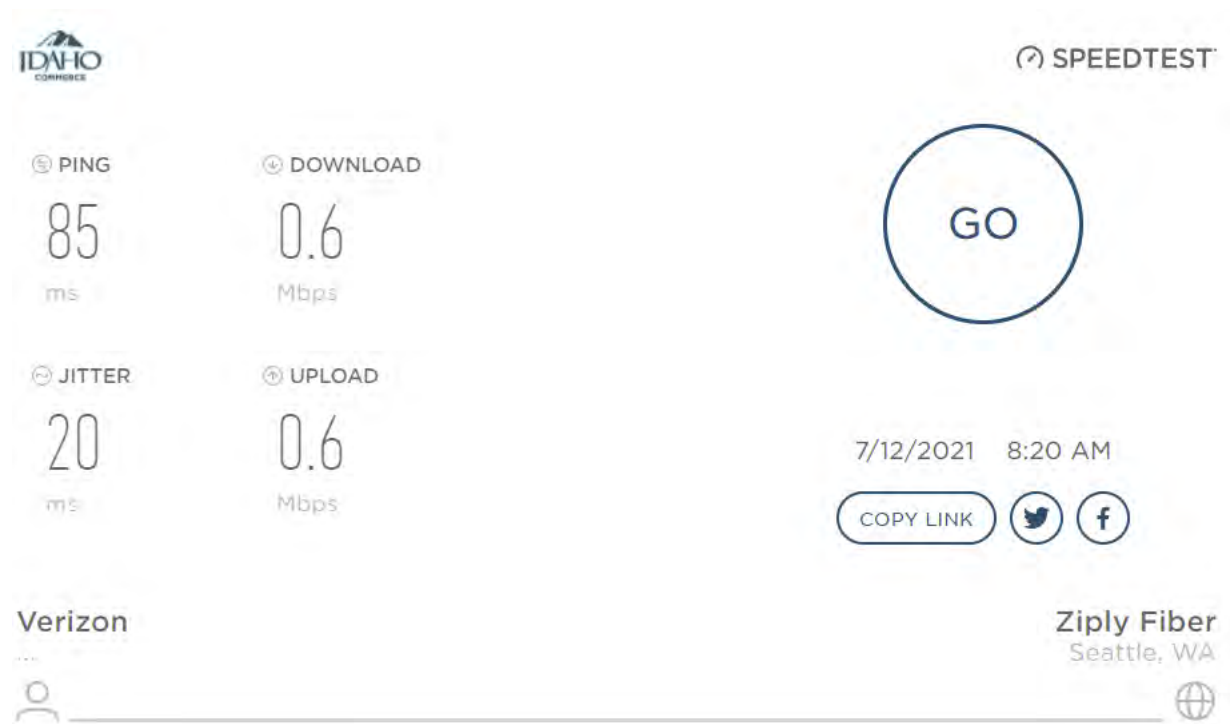 IDAHO
COMMERCE
SPEEDTEST
PING
DOWNLOAD
85
0.6
ms
Mbps
GO
JITTER
UPLOAD
20
0.6
ms
Mbps
7/12/2021 8:20 AM
COPY LINK
Verizon
...
Ziply Fiber
Seattle, WA